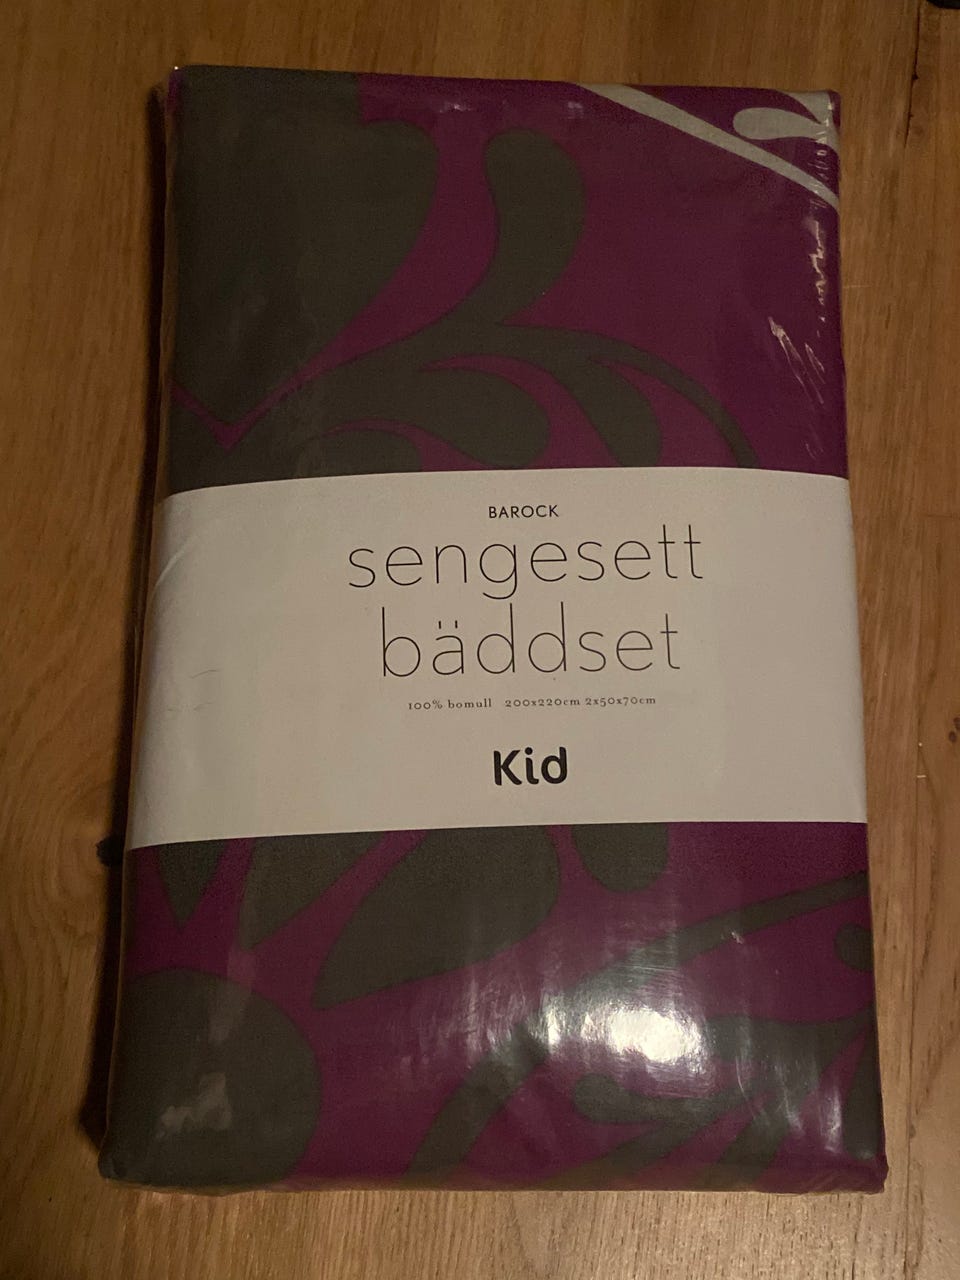 BAROCK
sengesett
bäddset
100% bomull 200x220cm 2x50x70cm
Kid